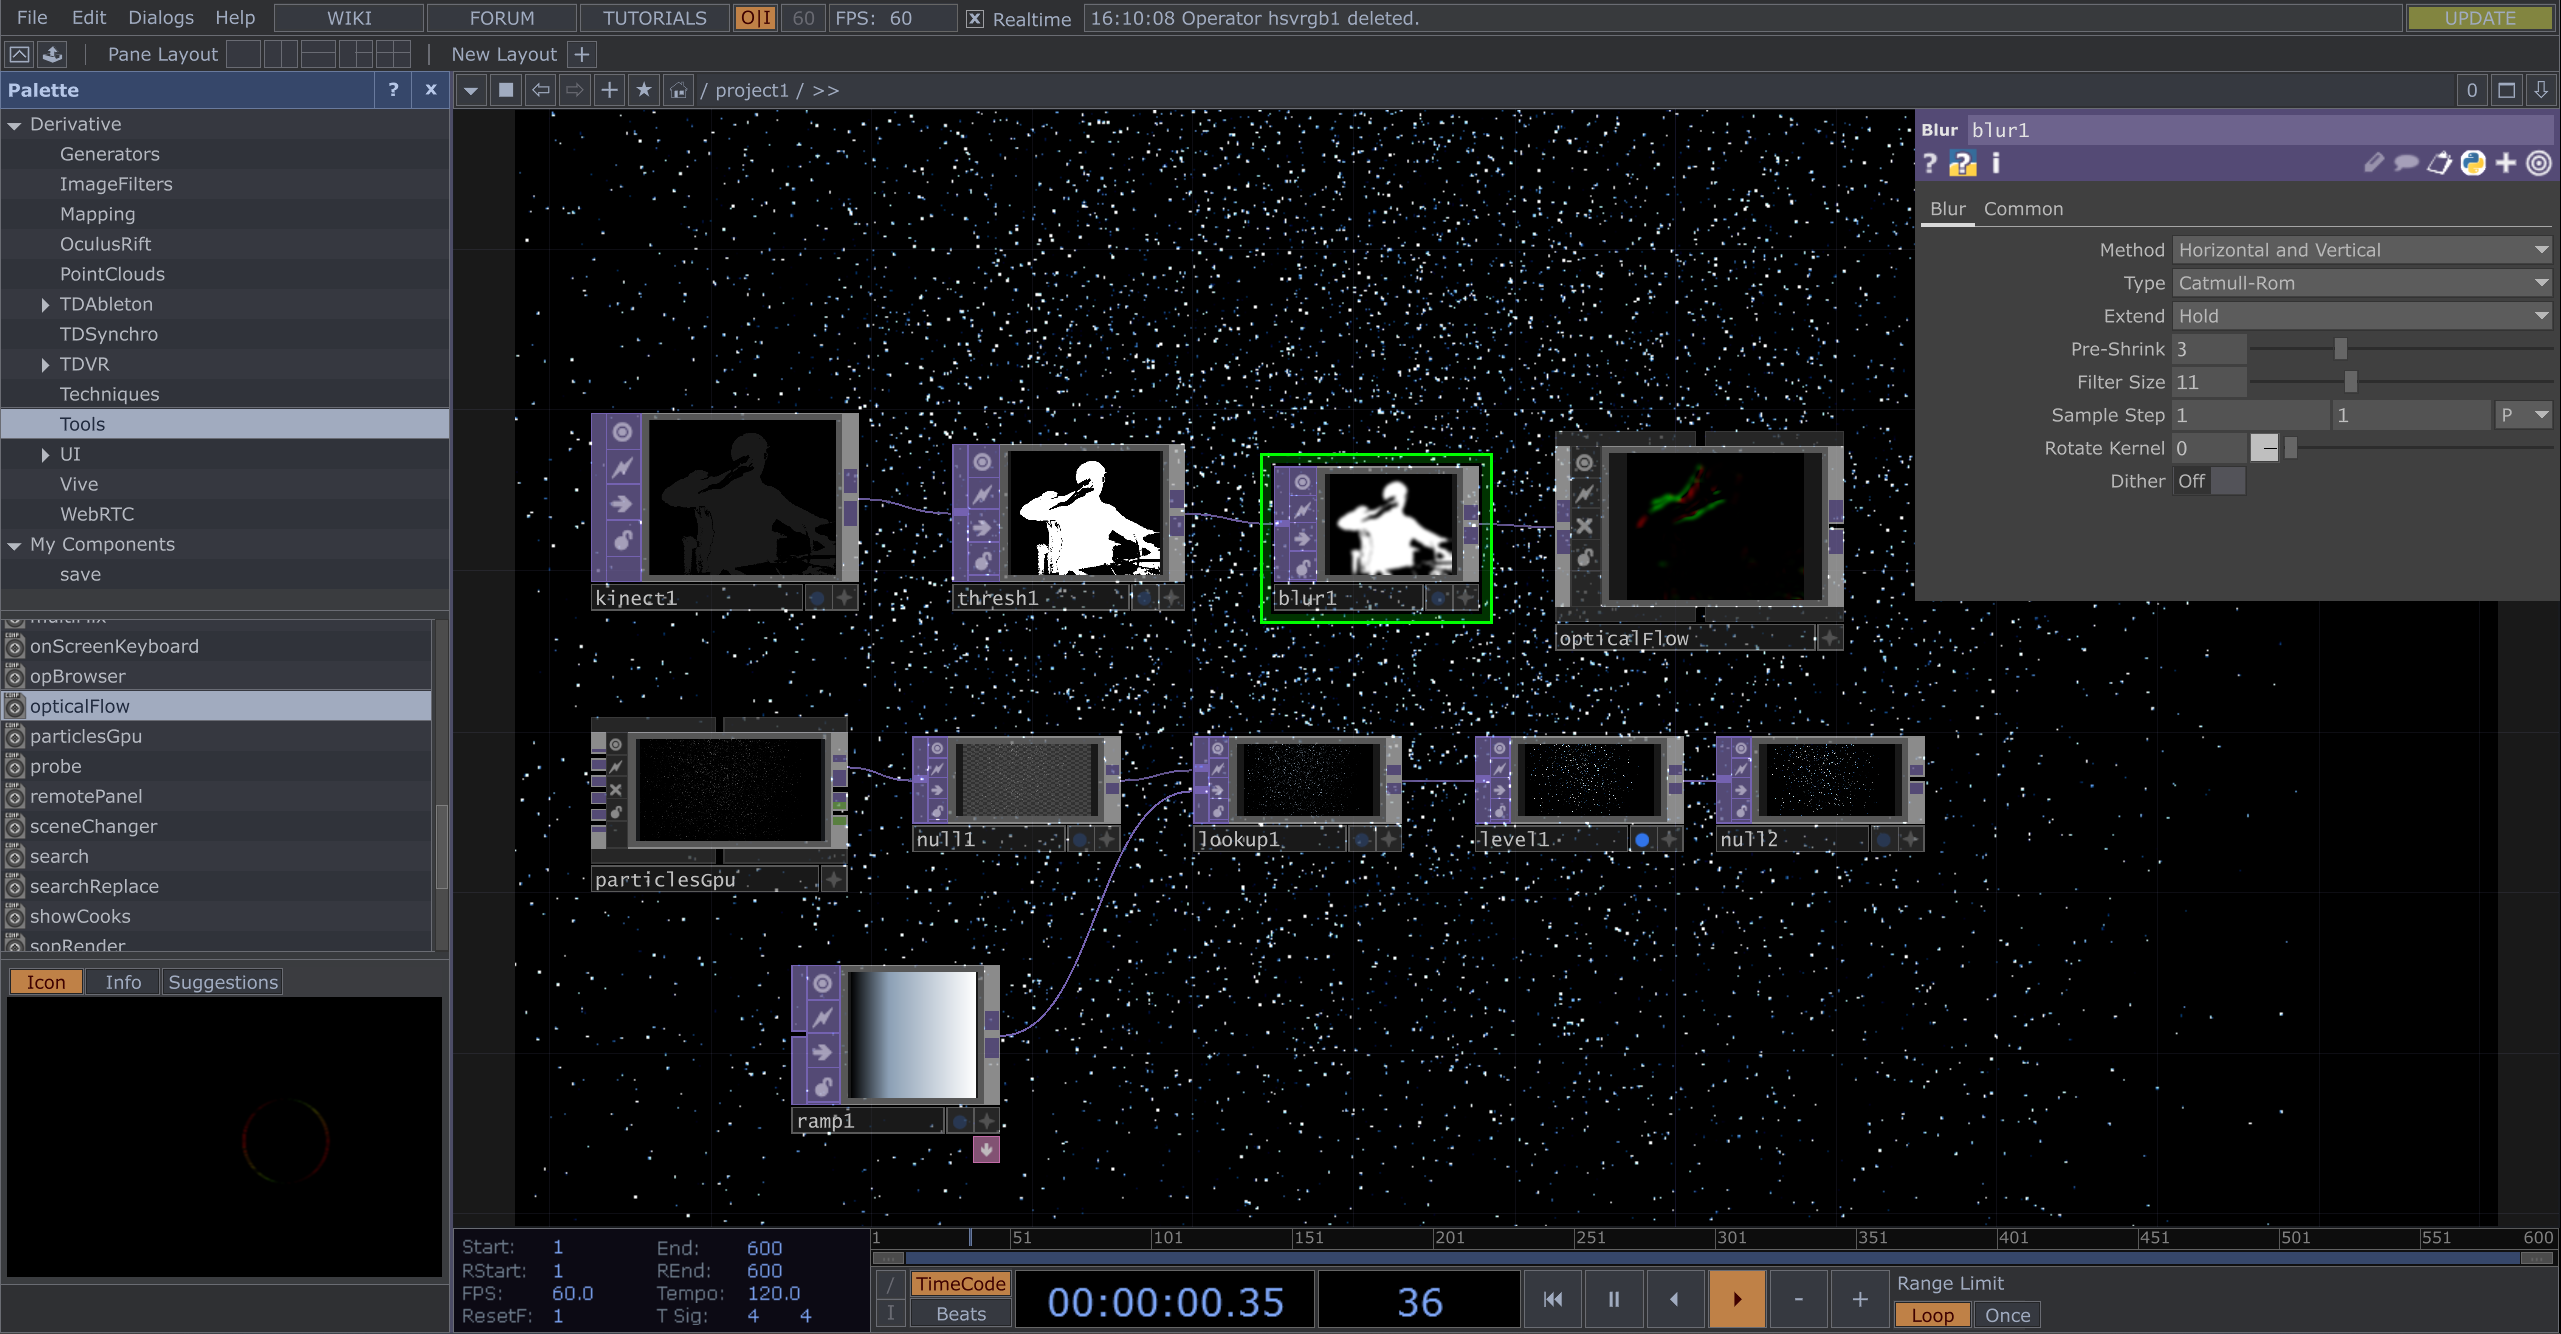 File Edit Dialogs Help WIKI FORUM TUTORIALS O|I 60 FPS: 60 Realtime 16:10:08 Operator hsvrgb1 deleted. UPDATE
Pane Layout New Layout
Palette ? x / project1 / >> 0
Derivative
Generators
ImageFilters
Mapping
OculusRift
PointClouds
TDAbleton
TDSynchro
TDVR
Techniques
Tools
UI
Vive
WebRTC
My Components
save
onScreenKeyboard
opBrowser
opticalFlow
particlesGpu
probe
remotePanel
sceneChanger
search
searchReplace
showCooks
sopRender
Icon Info Suggestions
kinect1
thresh1
blur1
opticalFlow
particlesGpu
null1
lookup1
level1
null2
ramp1
Blur blur1
Blur Common
Method Horizontal and Vertical
Type Catmull-Rom
Extend Hold
Pre-Shrink 3
Filter Size 11
Sample Step 1 1 P
Rotate Kernel 0
Dither Off
1 51 101 151 201 251 301 351 401 451 501 551 600
Start: 1 End: 600
RStart: 1 REnd: 600
FPS: 60.0 Tempo: 120.0
ResetF: 1 T Sig: 4 4
TimeCode
Beats
00:00:00.35
36
- +
Range Limit
Loop Once